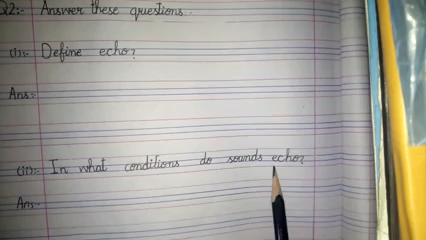 Q2:- Answer these questions.
(i):- Define echo?
Ans:-
(ii):- In what conditions do sounds echo?
Ans:-